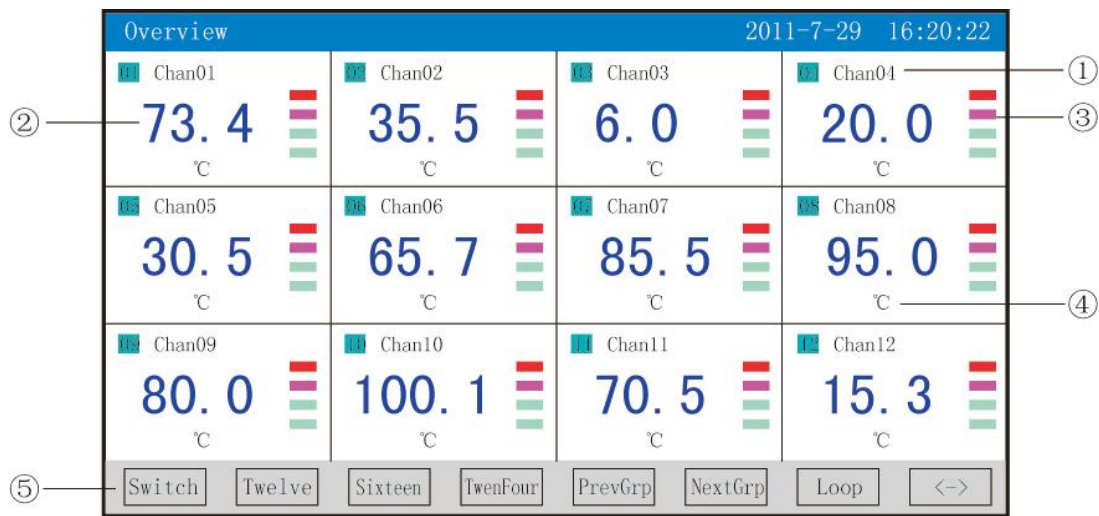 Overview 2011-7-29 16:20:22
01 Chan01 02 Chan02 03 Chan03 Chan04 ①
② 73.4 35.5 6.0 20.0 ③
℃ ℃ ℃ ℃
05 Chan05 06 Chan06 07 Chan07 08 Chan08
30.5 65.7 85.5 95.0
℃ ℃ ℃ ℃ ④
09 Chan09 10 Chan10 11 Chan11 12 Chan12
80.0 100.1 70.5 15.3
℃ ℃ ℃ ℃
⑤ Switch Twelve Sixteen TwenFour PrevGrp NextGrp Loop <->